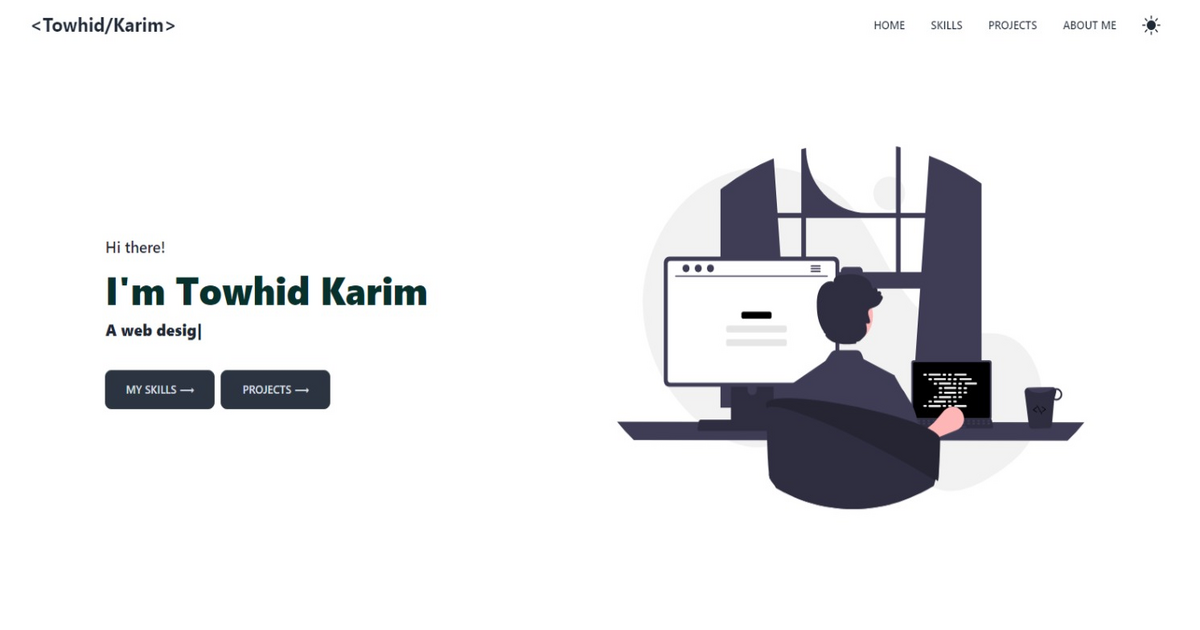 <Towhid/Karim>
HOME SKILLS PROJECTS ABOUT ME
Hi there!
I'm Towhid Karim
A web desig|
MY SKILLS ⟶ PROJECTS ⟶